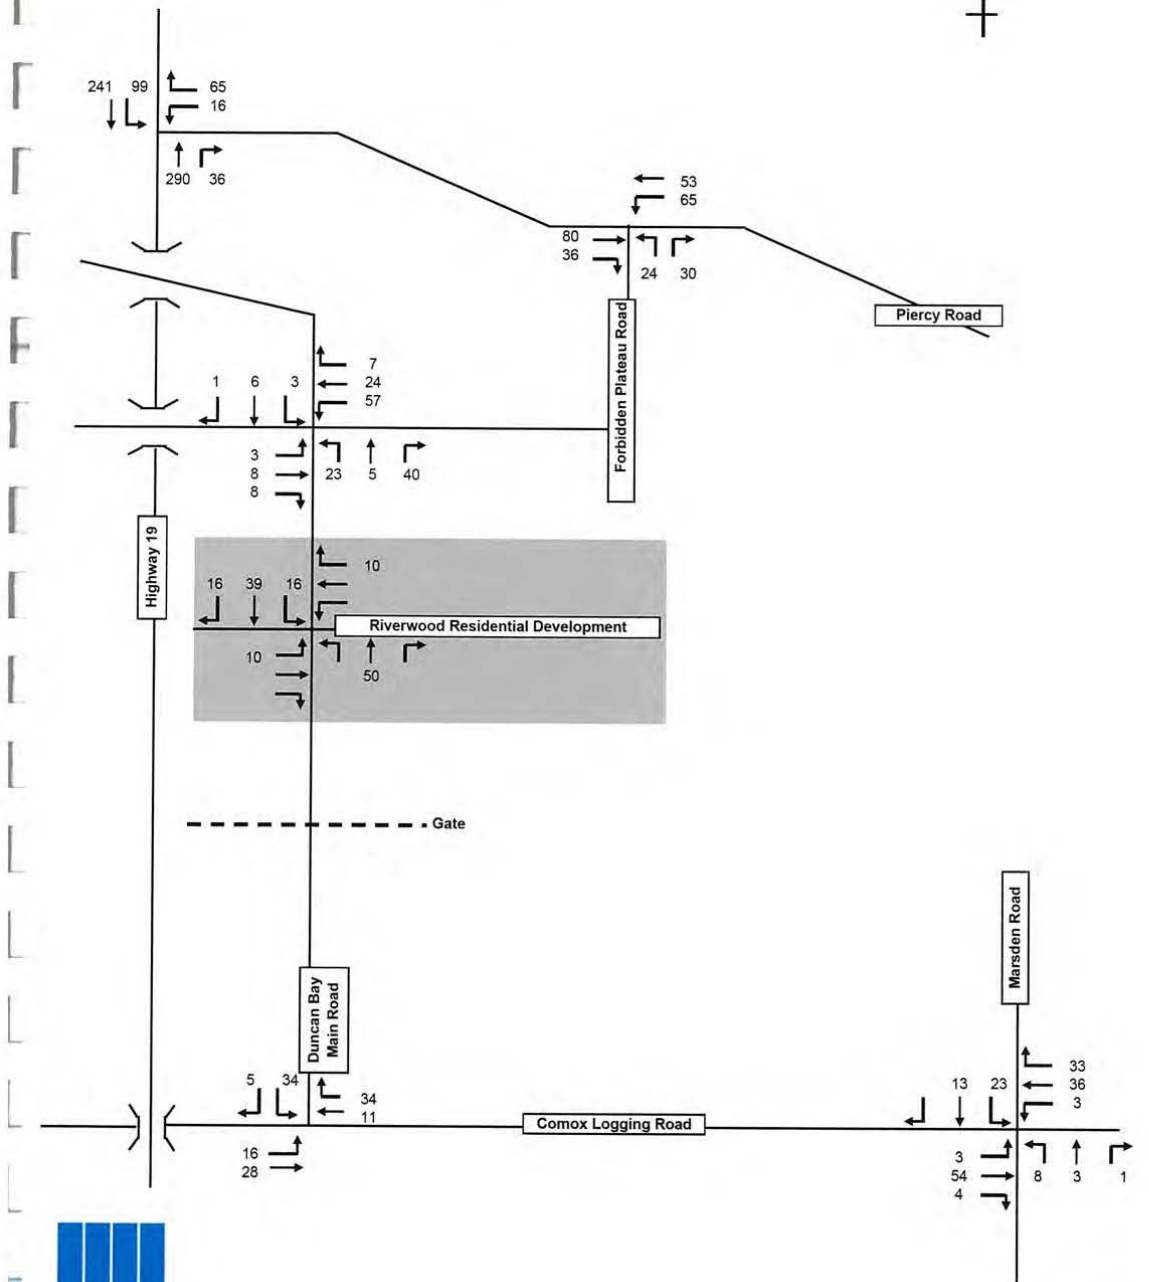 241 99 65
16
290 36
53
65
80
36
24 30
Piercy Road
Forbidden Plateau Road
7
1 6 3 24
57
3
8 23 5 40
8
Highway 19
10
16 39 16
Riverwood Residential Development
10
50
Gate
Marsden Road
Duncan Bay
Main Road
5 34
34
11
Comox Logging Road
16
28
33
13 23 36
3
3
54 8 3 1
4